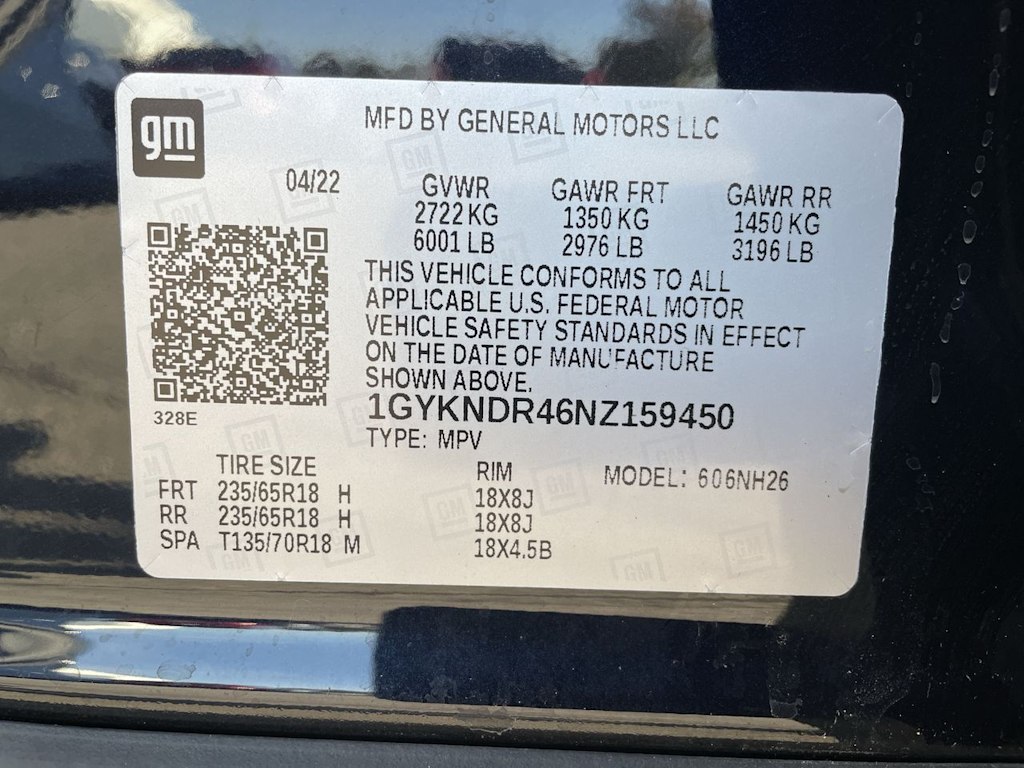 gm
MFD BY GENERAL MOTORS LLC
04/22
GVWR GAWR FRT GAWR RR
2722 KG 1350 KG 1450 KG
6001 LB 2976 LB 3196 LB
THIS VEHICLE CONFORMS TO ALL
APPLICABLE U.S. FEDERAL MOTOR
VEHICLE SAFETY STANDARDS IN EFFECT
ON THE DATE OF MANUFACTURE
SHOWN ABOVE.
328E
1GYKNDR46NZ159450
TYPE: MPV
TIRE SIZE RIM MODEL: 606NH26
FRT 235/65R18 H 18X8J
RR 235/65R18 H 18X8J
SPA T135/70R18 M 18X4.5B